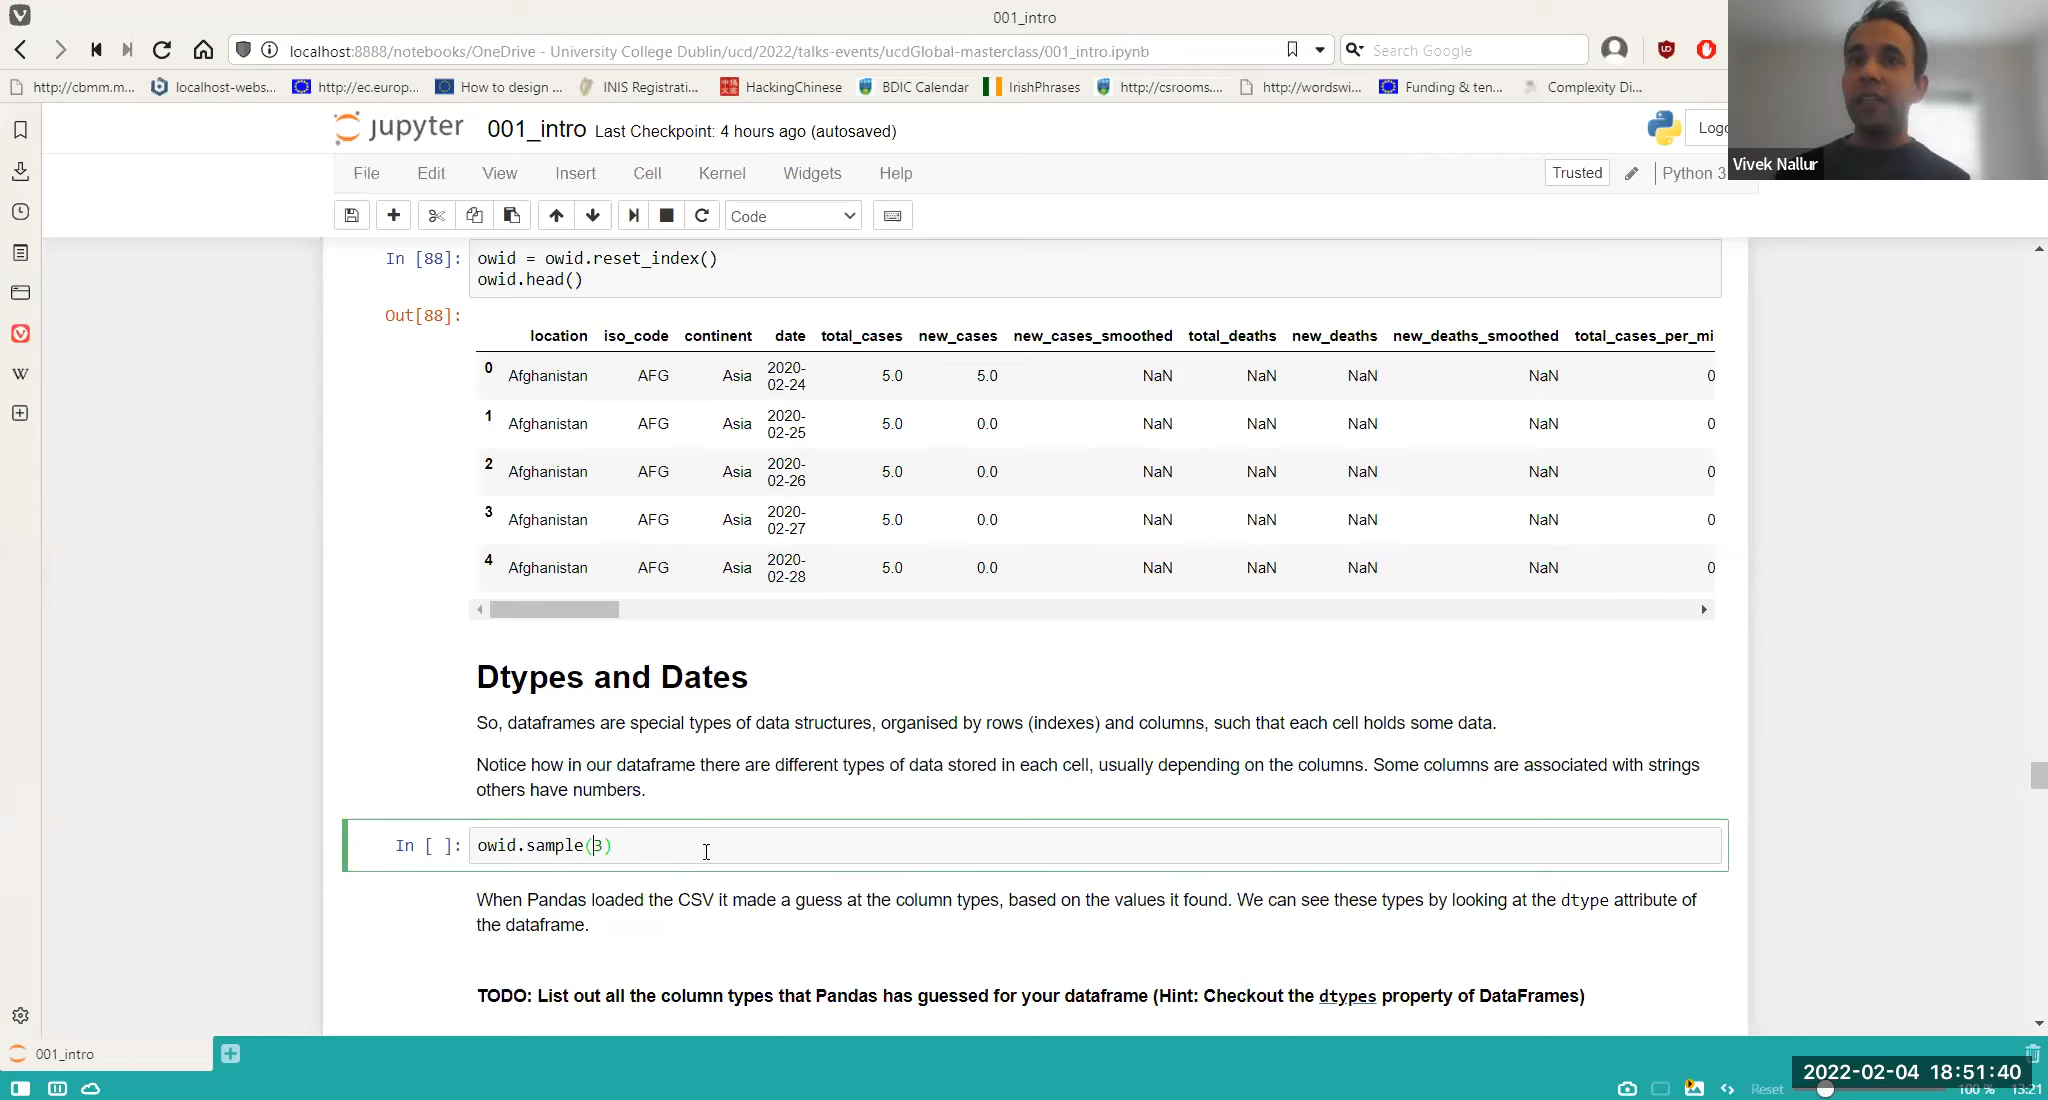 001_intro
localhost:8888/notebooks/OneDrive - University College Dublin/ucd/2022/talks-events/ucdGlobal-masterclass/001_intro.ipynb
Search Google
http://cbmm.m... localhost-webs... http://ec.europ... How to design ... INIS Registrati... HackingChinese BDIC Calendar IrishPhrases http://csrooms.... http://wordswi... Funding & ten... Complexity Di...
jupyter 001_intro Last Checkpoint: 4 hours ago (autosaved)
Logo
Vivek Nallur
File Edit View Insert Cell Kernel Widgets Help Trusted Python 3
Code
In [88]: owid = owid.reset_index()
owid.head()
Out[88]:
location iso_code continent date total_cases new_cases new_cases_smoothed total_deaths new_deaths new_deaths_smoothed total_cases_per_mi
0 Afghanistan AFG Asia 2020-02-24 5.0 5.0 NaN NaN NaN NaN 0
1 Afghanistan AFG Asia 2020-02-25 5.0 0.0 NaN NaN NaN NaN 0
2 Afghanistan AFG Asia 2020-02-26 5.0 0.0 NaN NaN NaN NaN 0
3 Afghanistan AFG Asia 2020-02-27 5.0 0.0 NaN NaN NaN NaN 0
4 Afghanistan AFG Asia 2020-02-28 5.0 0.0 NaN NaN NaN NaN 0
Dtypes and Dates
So, dataframes are special types of data structures, organised by rows (indexes) and columns, such that each cell holds some data.
Notice how in our dataframe there are different types of data stored in each cell, usually depending on the columns. Some columns are associated with strings
others have numbers.
In [ ]: owid.sample(3)
When Pandas loaded the CSV it made a guess at the column types, based on the values it found. We can see these types by looking at the dtype attribute of
the dataframe.
TODO: List out all the column types that Pandas has guessed for your dataframe (Hint: Checkout the dtypes property of DataFrames)
001_intro
2022-02-04 18:51:40
Reset 100 % 13:21